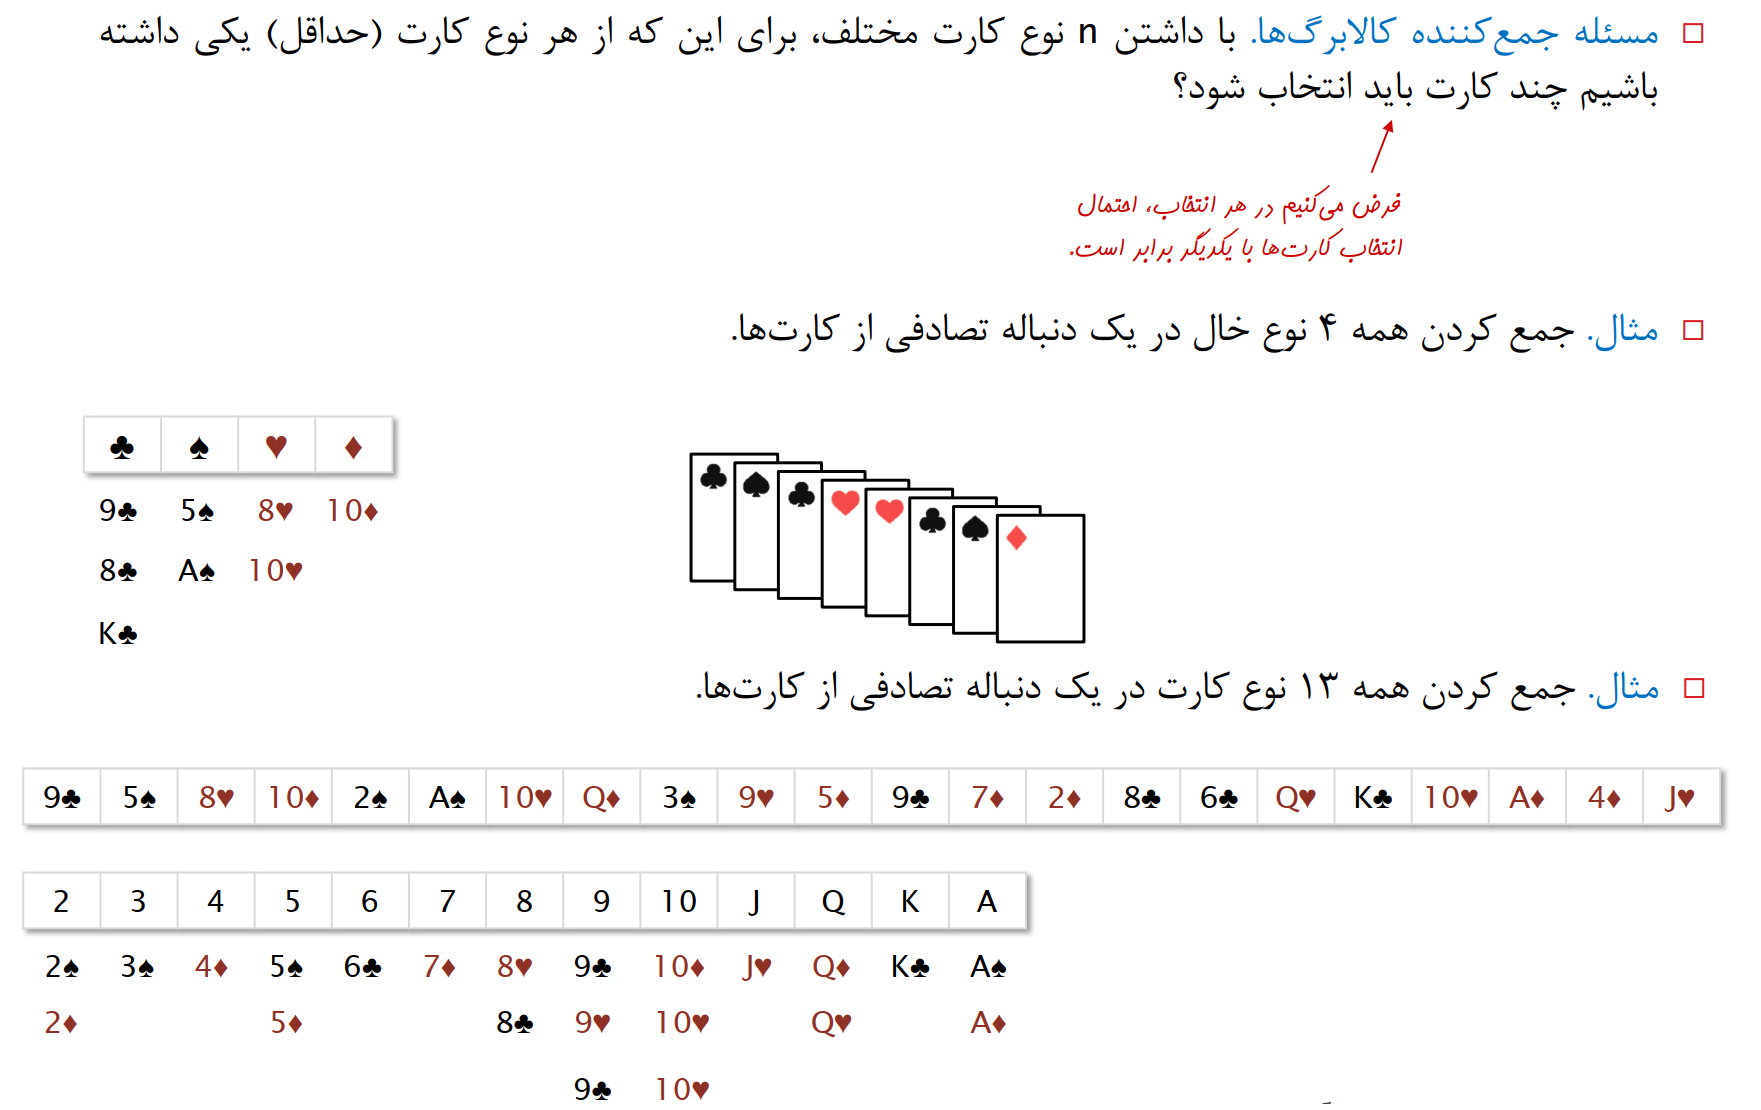 مسئله جمع‌کننده کالابرگ‌ها. با داشتن n نوع کارت مختلف، برای این که از هر نوع کارت (حداقل) یکی داشته
باشیم چند کارت باید انتخاب شود؟
فرض می‌کنیم در هر انتخاب، احتمال
انتخاب کارت‌ها با یکدیگر برابر است.
مثال. جمع کردن همه ۴ نوع خال در یک دنباله تصادفی از کارت‌ها.
♣ ♠ ♥ ♦
9♣ 5♠ 8♥ 10♦
8♣ A♠ 10♥
K♣
مثال. جمع کردن همه ۱۳ نوع کارت در یک دنباله تصادفی از کارت‌ها.
9♣ 5♠ 8♥ 10♦ 2♠ A♠ 10♥ Q♦ 3♠ 9♥ 5♦ 9♣ 7♦ 2♦ 8♣ 6♣ Q♥ K♣ 10♥ A♦ 4♦ J♥
2 3 4 5 6 7 8 9 10 J Q K A
2♠ 3♠ 4♦ 5♠ 6♣ 7♦ 8♥ 9♣ 10♦ J♥ Q♦ K♣ A♠
2♦ 5♦ 8♣ 9♥ 10♥ Q♥ A♦
9♣ 10♥